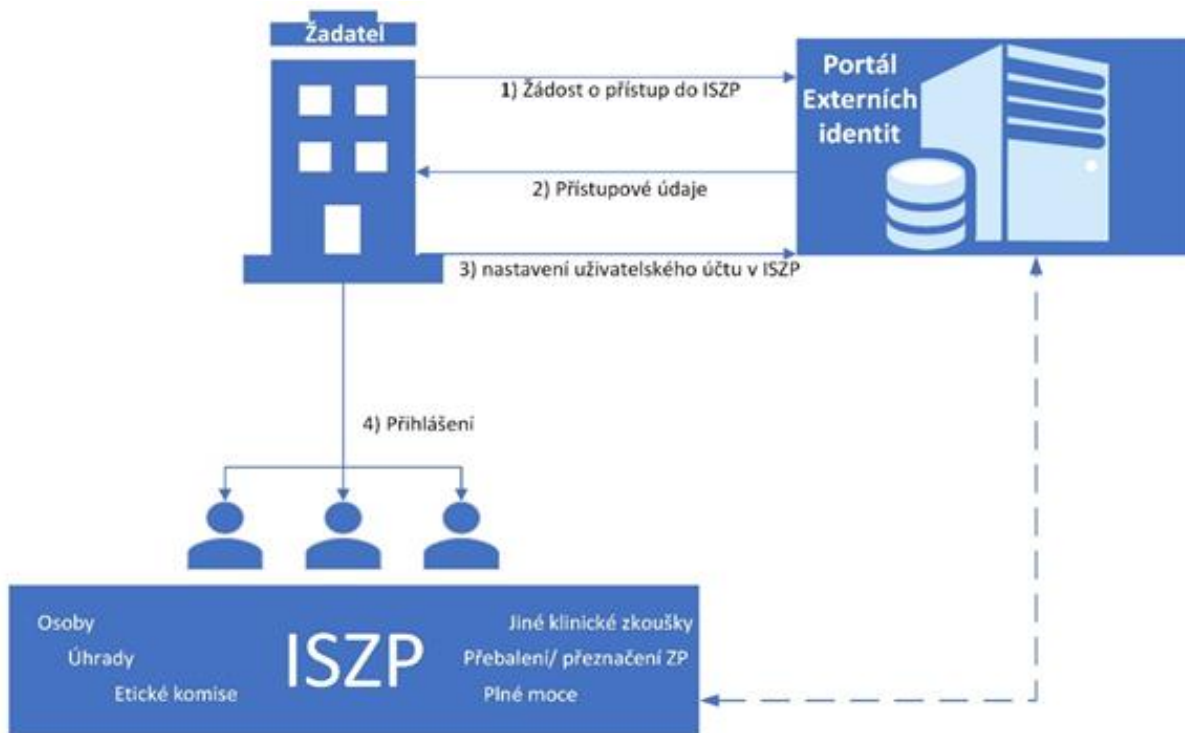 Žadatel
Portál
Externích
identit
1) Žádost o přístup do ISZP
2) Přístupové údaje
3) nastavení uživatelského účtu v ISZP
4) Přihlášení
Osoby
Úhrady
Etické komise
ISZP
Jiné klinické zkoušky
Přebalení/ přeznačení ZP
Plné moce